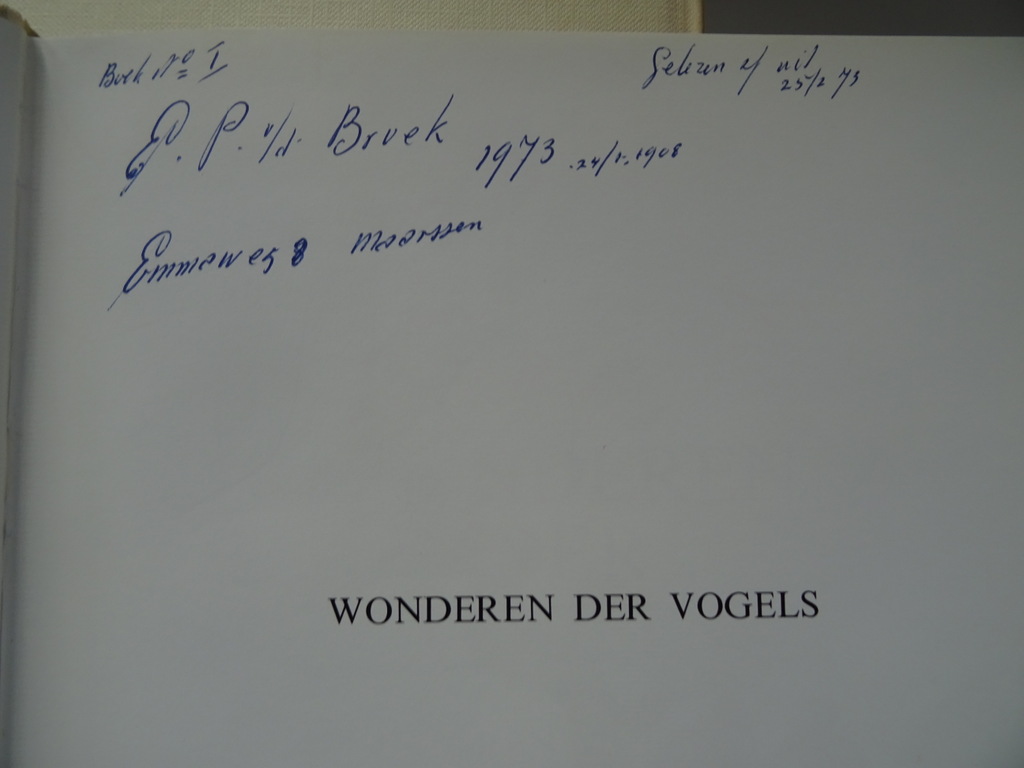 Boek No I
Gelezen uit
25/2 73
P. v/d. Broek 1973 .24/1.1908
Emmaweg 8 Maarssen
WONDEREN DER VOGELS